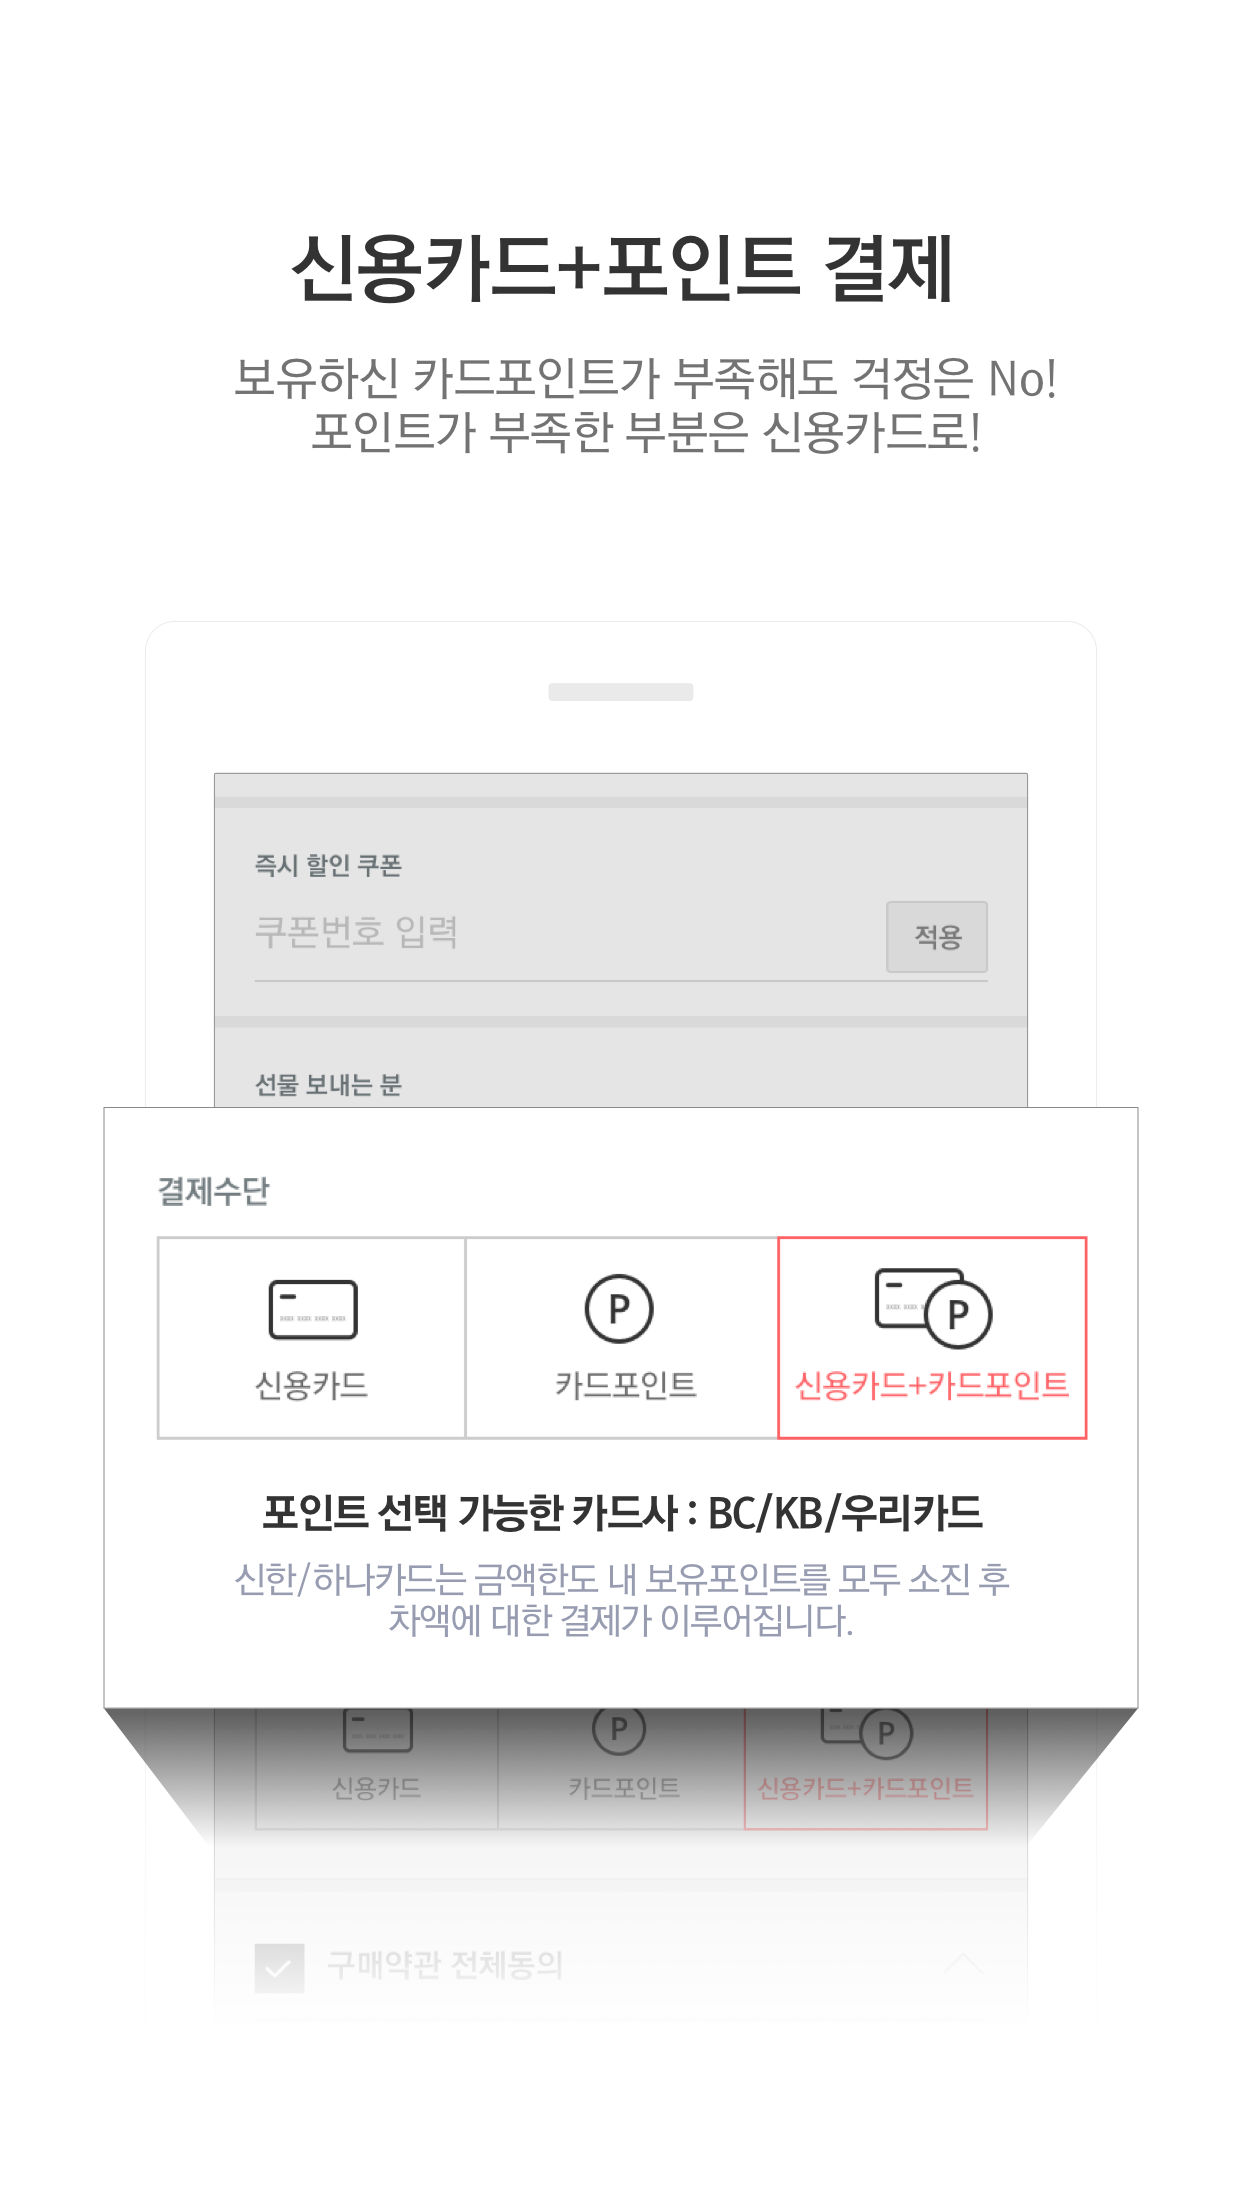 신용카드+포인트 결제
보유하신 카드포인트가 부족해도 걱정은 No!
포인트가 부족한 부분은 신용카드로!
즉시 할인 쿠폰
쿠폰번호 입력
적용
선물 보내는 분
결제수단
P
P
신용카드
카드포인트
신용카드+카드포인트
포인트 선택 가능한 카드사 : BC/KB/우리카드
신한/하나카드는 금액한도 내 보유포인트를 모두 소진 후
차액에 대한 결제가 이루어집니다.
P
P
신용카드
카드포인트
신용카드+카드포인트
구매약관 전체동의